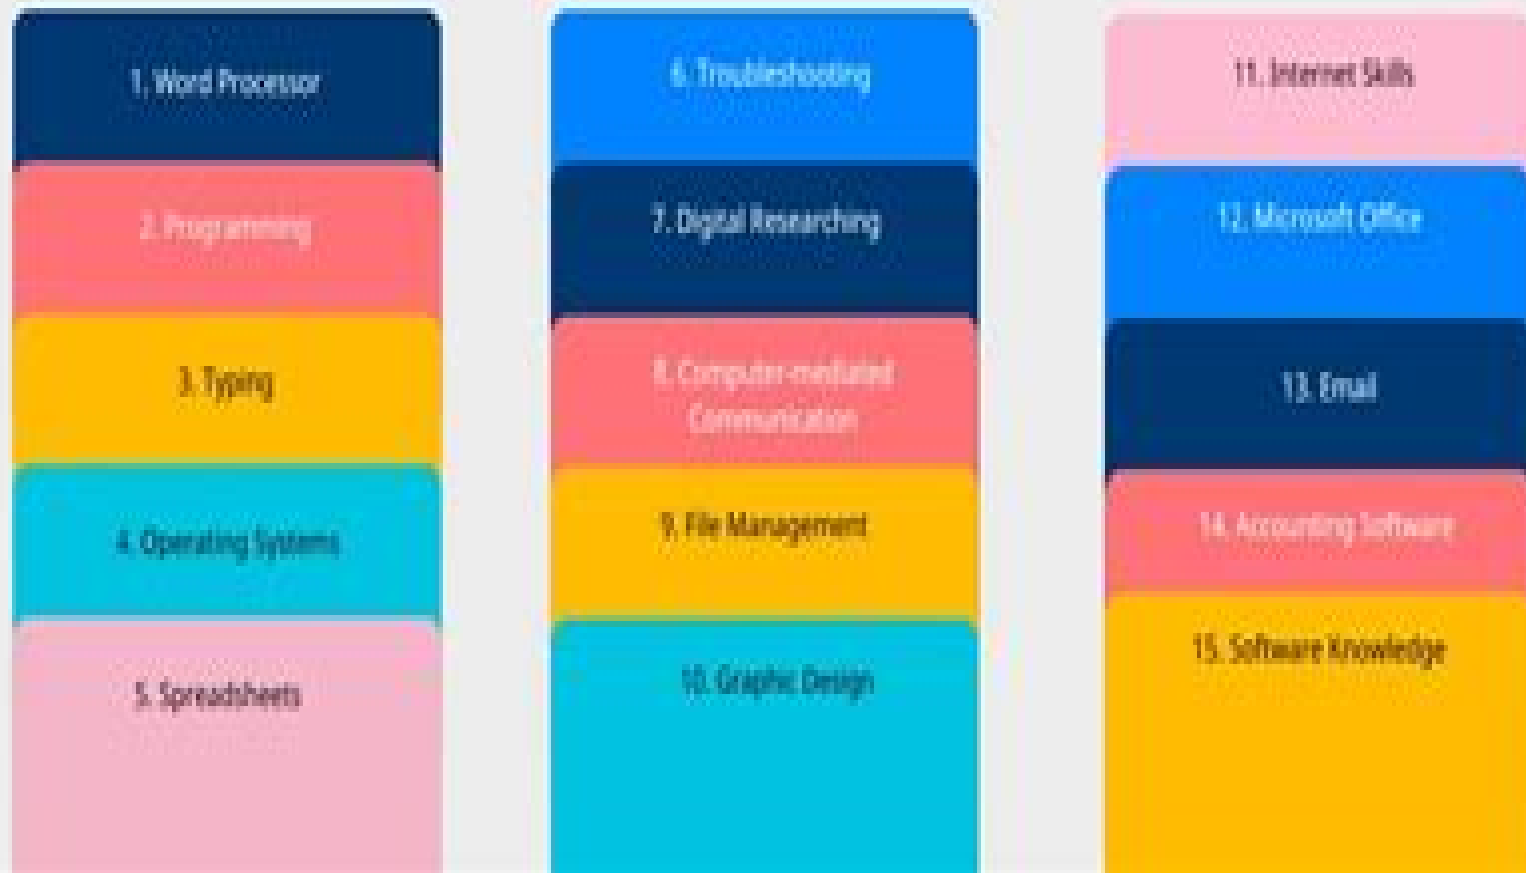 1. Word Processor
2. Programming
3. Typing
4. Operating Systems
5. Spreadsheets
6. Troubleshooting
7. Digital Researching
8. Computer-mediated
Communication
9. File Management
10. Graphic Design
11. Internet Skills
12. Microsoft Office
13. Email
14. Accounting Software
15. Software Knowledge